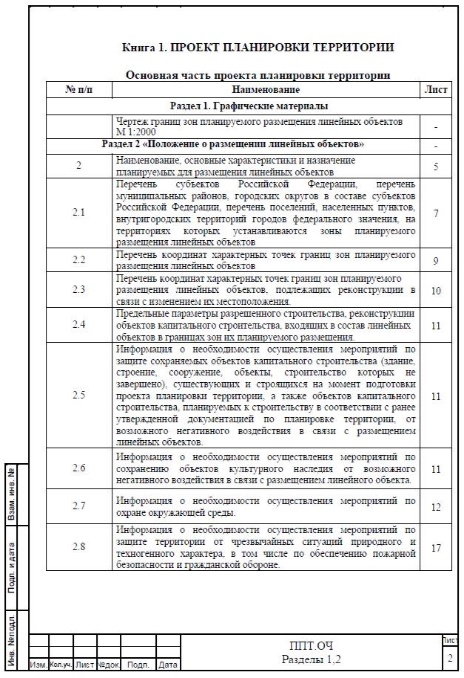 Книга 1. ПРОЕКТ ПЛАНИРОВКИ ТЕРРИТОРИИ
Основная часть проекта планировки территории
№ п/п Наименование Лист
Раздел 1. Графические материалы
Чертеж границ зон планируемого размещения линейных объектов
М 1:2000 -
Раздел 2 «Положение о размещении линейных объектов» -
2 Наименование, основные характеристики и назначение
планируемых для размещения линейных объектов 5
2.1 Перечень субъектов Российской Федерации, перечень
муниципальных районов, городских округов в составе субъектов
Российской Федерации, перечень поселений, населенных пунктов,
внутригородских территорий городов федерального значения, на
территориях которых устанавливаются зоны планируемого
размещения линейных объектов 7
2.2 Перечень координат характерных точек границ зон планируемого
размещения линейных объектов 9
2.3 Перечень координат характерных точек границ зон планируемого
размещения линейных объектов, подлежащих реконструкции в
связи с изменением их местоположения. 10
2.4 Предельные параметры разрешенного строительства, реконструкции
объектов капитального строительства, входящих в состав линейных
объектов в границах зон их планируемого размещения. 11
2.5 Информация о необходимости осуществления мероприятий по
защите сохраняемых объектов капитального строительства (здание,
строение, сооружение, объекты, строительство которых не
завершено), существующих и строящихся на момент подготовки
проекта планировки территории, а также объектов капитального
строительства, планируемых к строительству в соответствии с ранее
утвержденной документацией по планировке территории, от
возможного негативного воздействия в связи с размещением
линейных объектов. 11
2.6 Информация о необходимости осуществления мероприятий по
сохранению объектов культурного наследия от возможного
негативного воздействия в связи с размещением линейного объекта. 11
2.7 Информация о необходимости осуществления мероприятий по
охране окружающей среды. 12
2.8 Информация о необходимости осуществления мероприятий по
защите территории от чрезвычайных ситуаций природного и
техногенного характера, в том числе по обеспечению пожарной
безопасности и гражданской обороне. 17
Взам. инв. №
Подп. и дата
Инв. №подл.
Изм. Кол.уч. Лист №док. Подп. Дата
ППТ.ОЧ
Разделы 1,2
Лист
2